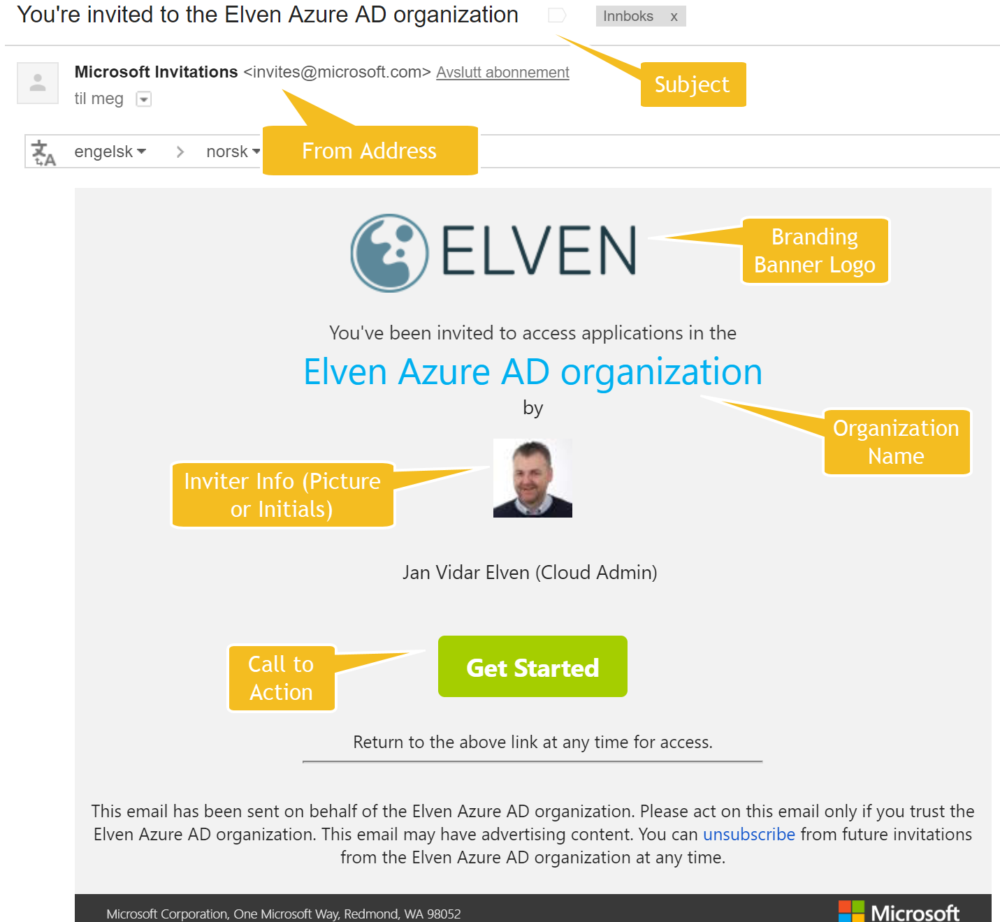 You're invited to the Elven Azure AD organization
Innboks x
Microsoft Invitations <invites@microsoft.com> Avslutt abonnement
Subject
til meg
文A engelsk > norsk
From Address
ELVEN
Branding
Banner Logo
You've been invited to access applications in the
Elven Azure AD organization
by
Organization
Name
Inviter Info (Picture
or Initials)
Jan Vidar Elven (Cloud Admin)
Call to
Action
Get Started
Return to the above link at any time for access.
This email has been sent on behalf of the Elven Azure AD organization. Please act on this email only if you trust the
Elven Azure AD organization. This email may have advertising content. You can unsubscribe from future invitations
from the Elven Azure AD organization at any time.
Microsoft Corporation, One Microsoft Way, Redmond, WA 98052
Microsoft